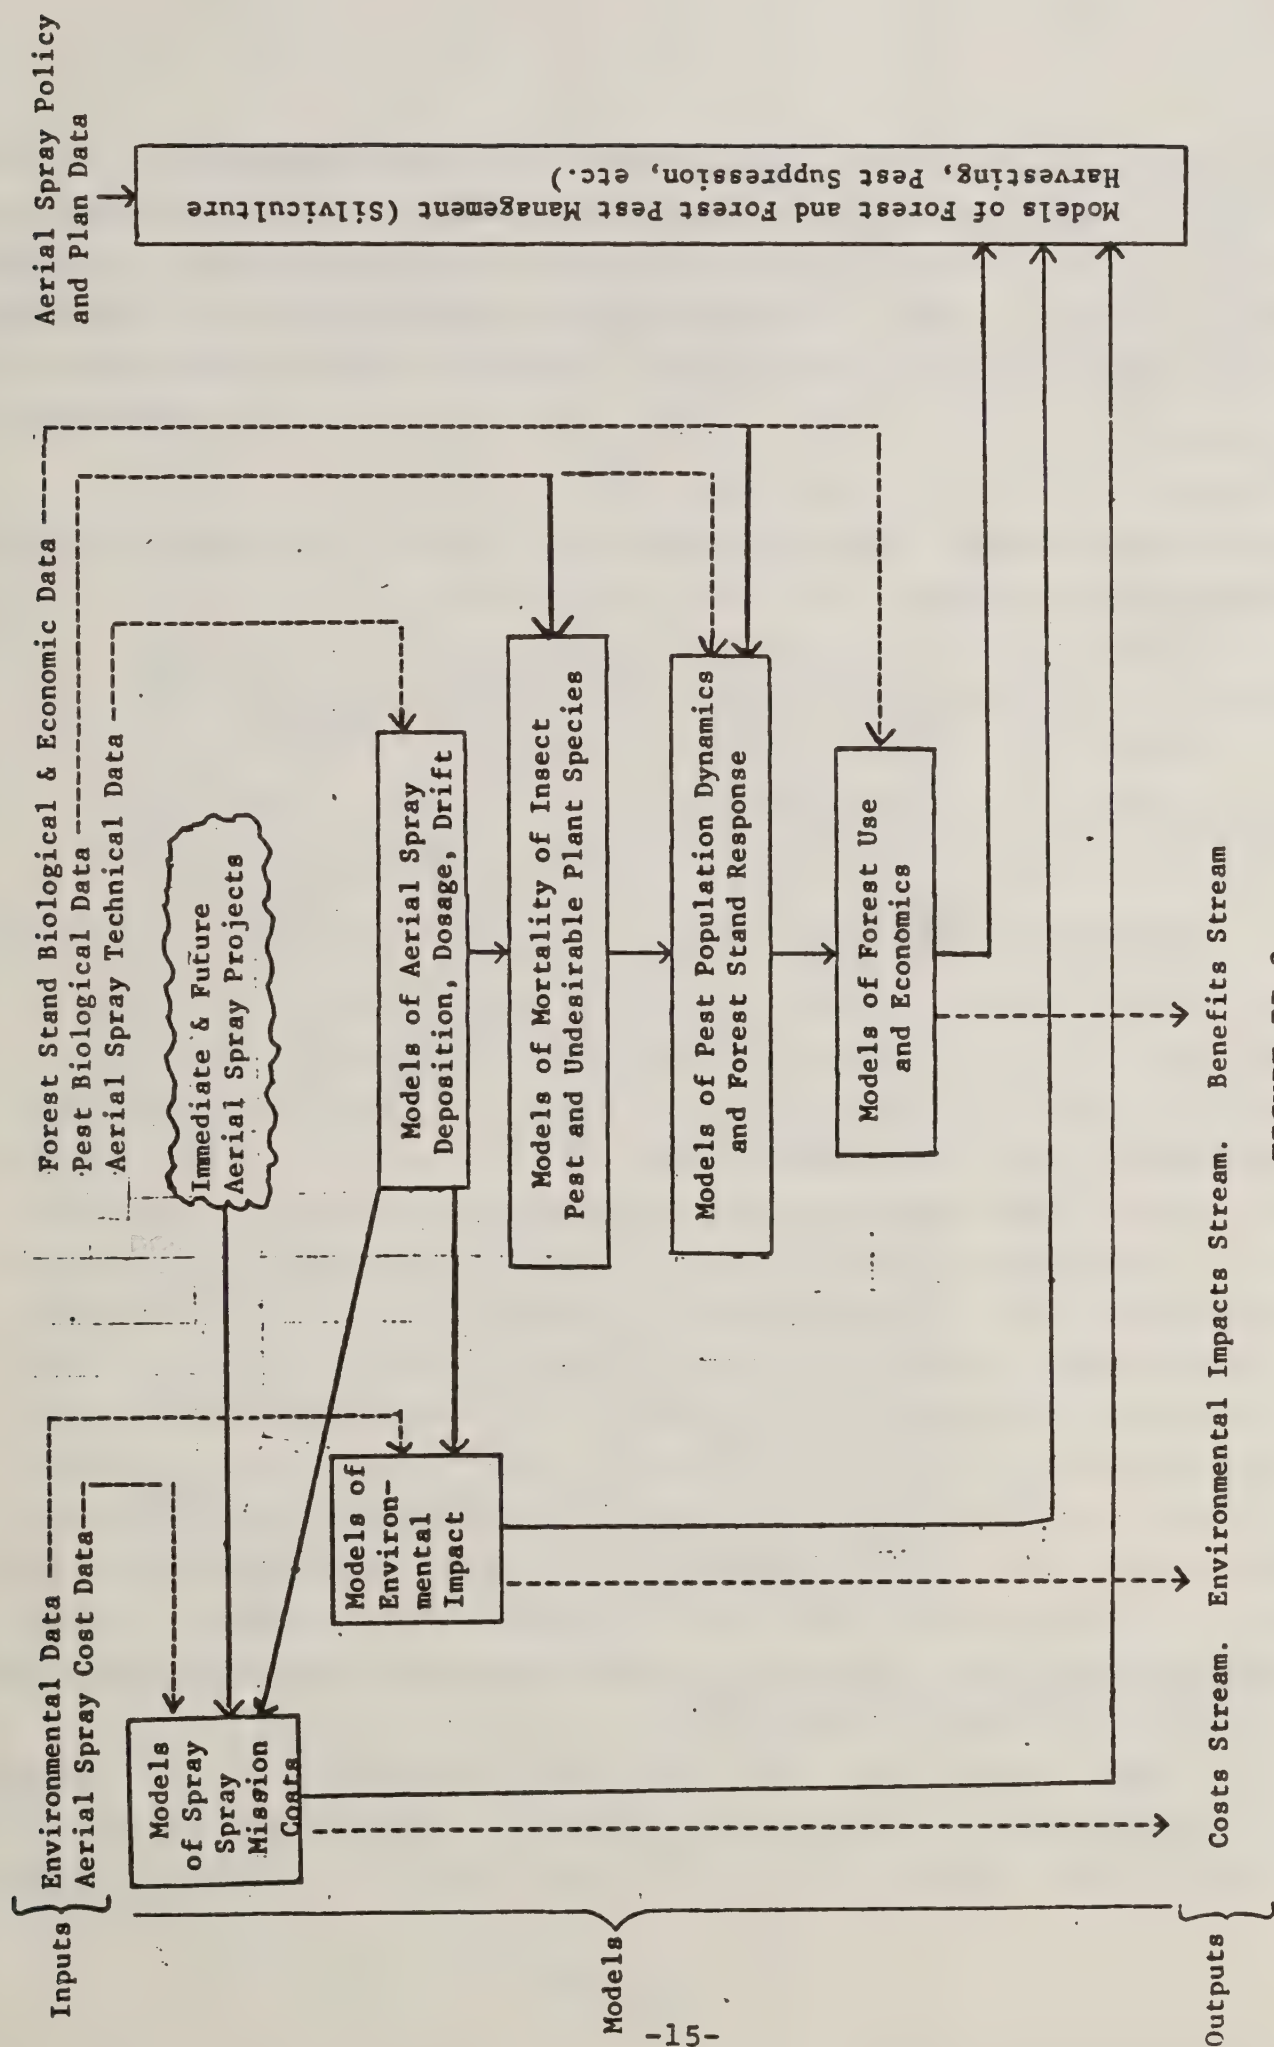 Inputs
Environmental Data
Aerial Spray Cost Data
Forest Stand Biological & Economic Data
Pest Biological Data
Aerial Spray Technical Data
Aerial Spray Policy
and Plan Data
Immediate & Future
Aerial Spray Projects
Models
Models
of Spray
Spray
Mission
Costs
Models of
Environ-
mental
Impact
Models of Aerial Spray
Deposition, Dosage, Drift
Models of Mortality of Insect
Pest and Undesirable Plant Species
Models of Pest Population Dynamics
and Forest Stand Response
Models of Forest Use
and Economics
Models of Forest and Forest Pest Management (Silviculture
Harvesting, Pest Suppression, etc.)
Outputs
Costs Stream. Environmental Impacts Stream. Benefits Stream
-15-